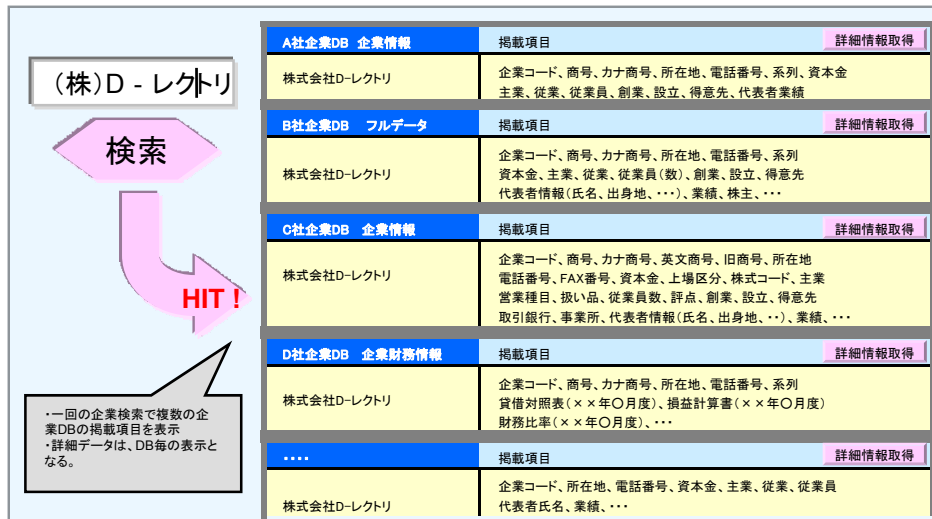 (株)D - レクトリ
検索
HIT !
・一回の企業検索で複数の企
業DBの掲載項目を表示
・詳細データは、DB毎の表示と
なる。
A社企業DB 企業情報
掲載項目
詳細情報取得
株式会社D-レクトリ
企業コード、商号、カナ商号、所在地、電話番号、系列、資本金
主業、従業、従業員、創業、設立、得意先、代表者業績
B社企業DB フルデータ
掲載項目
詳細情報取得
株式会社D-レクトリ
企業コード、商号、カナ商号、所在地、電話番号、系列
資本金、主業、従業、従業員(数)、創業、設立、得意先
代表者情報(氏名、出身地、・・・)、業績、株主、・・・
C社企業DB 企業情報
掲載項目
詳細情報取得
株式会社D-レクトリ
企業コード、商号、カナ商号、英文商号、旧商号、所在地
電話番号、FAX番号、資本金、上場区分、株式コード、主業
営業種目、扱い品、従業員数、評点、創業、設立、得意先
取引銀行、事業所、代表者情報(氏名、出身地、・・)、業績、・・・
D社企業DB 企業財務情報
掲載項目
詳細情報取得
株式会社D-レクトリ
企業コード、商号、カナ商号、所在地、電話番号、系列
貸借対照表(××年〇月度)、損益計算書(××年〇月度)
財務比率(××年〇月度)、・・・
・・・・
掲載項目
詳細情報取得
株式会社D-レクトリ
企業コード、所在地、電話番号、資本金、主業、従業、従業員
代表者氏名、業績、・・・